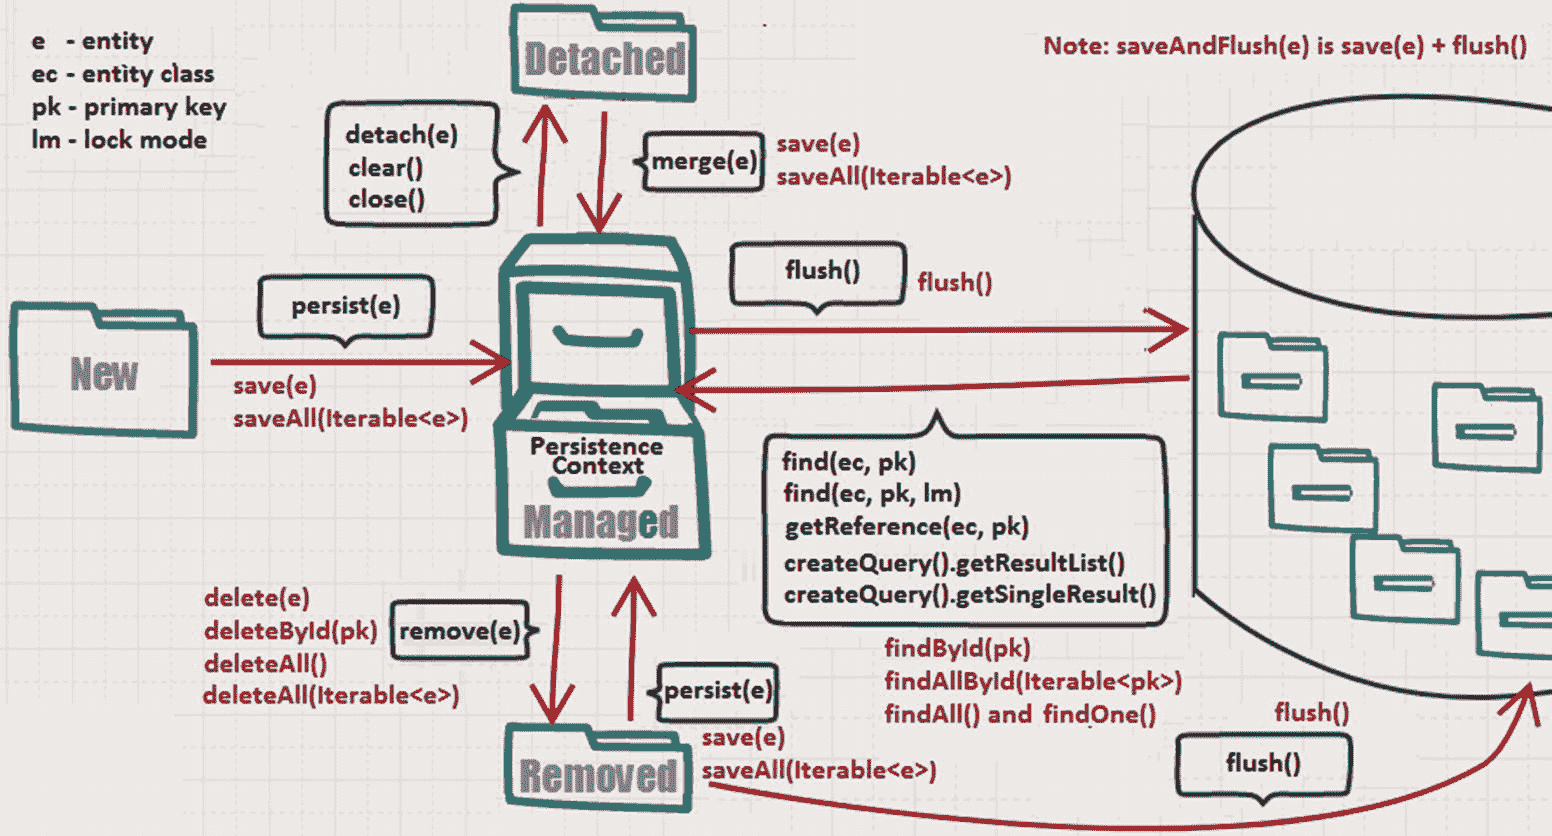 e - entity
ec - entity class
pk - primary key
lm - lock mode
Detached
Note: saveAndFlush(e) is save(e) + flush()
detach(e)
clear()
close()
merge(e)
save(e)
saveAll(Iterable<e>)
persist(e)
flush()
flush()
New
save(e)
saveAll(Iterable<e>)
Persistence
Context
Managed
find(ec, pk)
find(ec, pk, lm)
getReference(ec, pk)
createQuery().getResultList()
createQuery().getSingleResult()
delete(e)
deleteById(pk)
deleteAll()
deleteAll(Iterable<e>)
remove(e)
persist(e)
findById(pk)
findAllById(Iterable<pk>)
findAll() and findOne()
Removed
save(e)
saveAll(Iterable<e>)
flush()
flush()